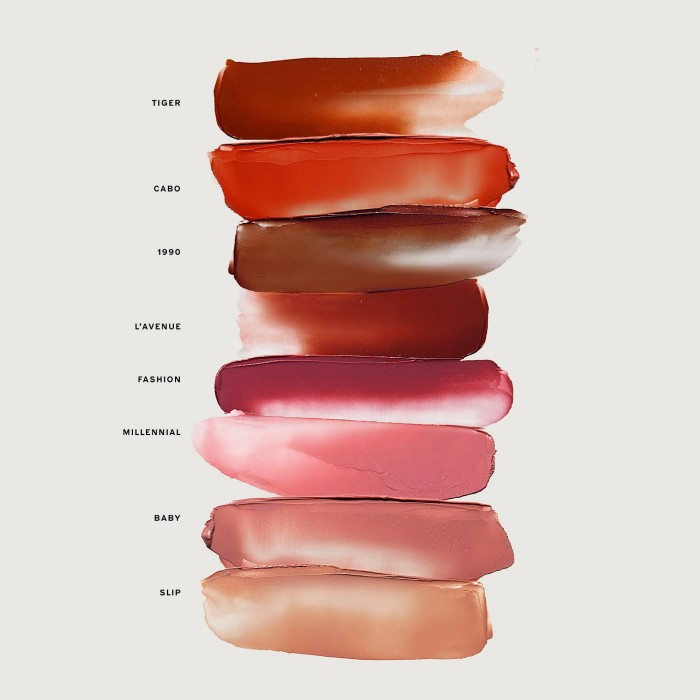 TIGER
CABO
1990
L'AVENUE
FASHION
MILLENNIAL
BABY
SLIP